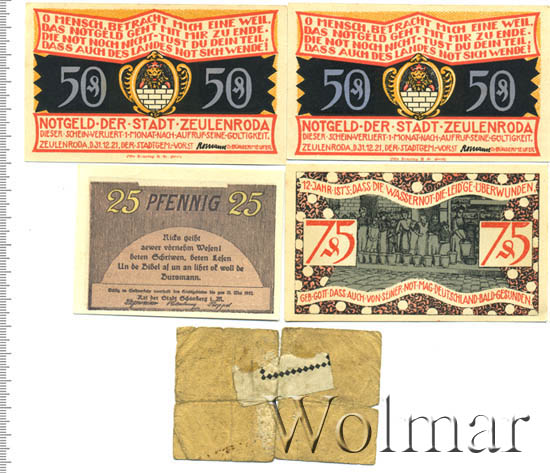 O MENSCH, BETRACHT MICH EINE WEIL.
DAS NOTGELD GEHT MIT MIR ZU ENDE.
DIE NOT NOCH NICHT - TUST DU DEIN TEIL,
DASS AUCH DES LANDES NOT SICH WENDE!
50 50
NOTGELD · DER · STADT · ZEULENRODA
DIESER · SCHEIN · VERLIERT · 1 · MONAT · NACH · AUFRUF · SEINE · GÜLTIGKEIT.
ZEULENRODA, D. 31. 12. 21. DER STADTGEM.-VORST.
O MENSCH, BETRACHT MICH EINE WEIL.
DAS NOTGELD GEHT MIT MIR ZU ENDE.
DIE NOT NOCH NICHT - TUST DU DEIN TEIL,
DASS AUCH DES LANDES NOT SICH WENDE!
50 50
NOTGELD · DER · STADT · ZEULENRODA
DIESER · SCHEIN · VERLIERT · 1 · MONAT · NACH · AUFRUF · SEINE · GÜLTIGKEIT.
ZEULENRODA, D. 31. 12. 21. DER STADTGEM.-VORST.
25 PFENNIG 25
Nicks geiht
aewer vörnehm Wesen!
beten Schriwen, beten Lesen
Un de Bibel af un an
lihrt ok woll de
Buersmann.
Rat der Stadt Schönberg i. M.
12 · JAHR · IST'S; DASS DIE WASSERNOT · DIE · LEIDGE · ÜBERWUNDEN.
75 75
GEB · GOTT · DASS · AUCH · VON · SEINER · NOT · MAG · DEUTSCHLAND · BALD · GESUNDEN
Wolmar